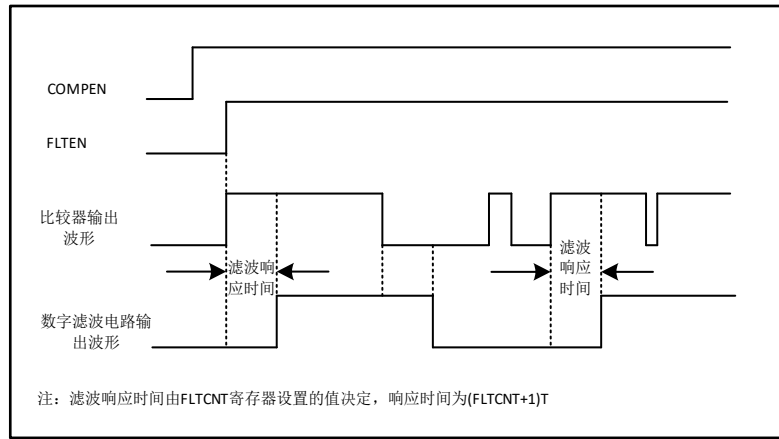 COMPEN
FLTEN
比较器输出
波形
滤波响
应时间
滤波
响应
时间
数字滤波电路输
出波形
注：滤波响应时间由FLTCNT寄存器设置的值决定，响应时间为(FLTCNT+1)T